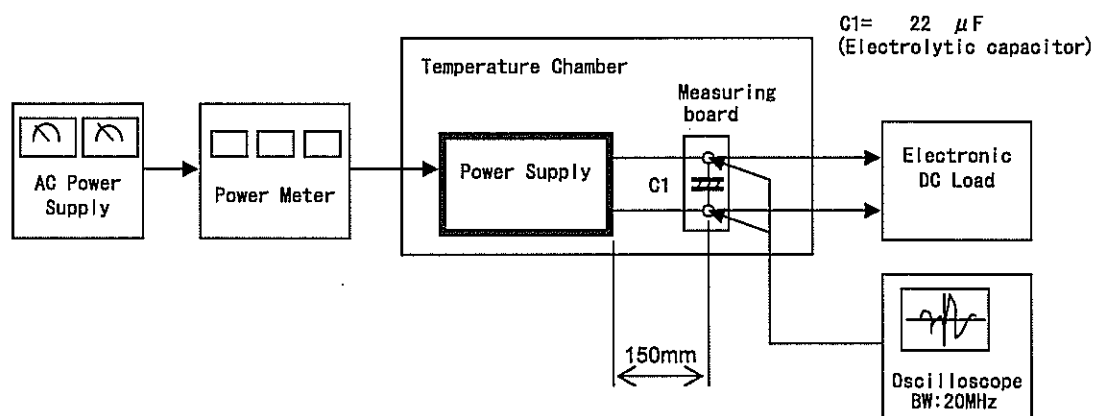 C1= 22 μF
(Electrolytic capacitor)
Temperature Chamber
Measuring
board
AC Power
Supply
Power Meter
Power Supply
C1
Electronic
DC Load
150mm
Oscilloscope
BW:20MHz